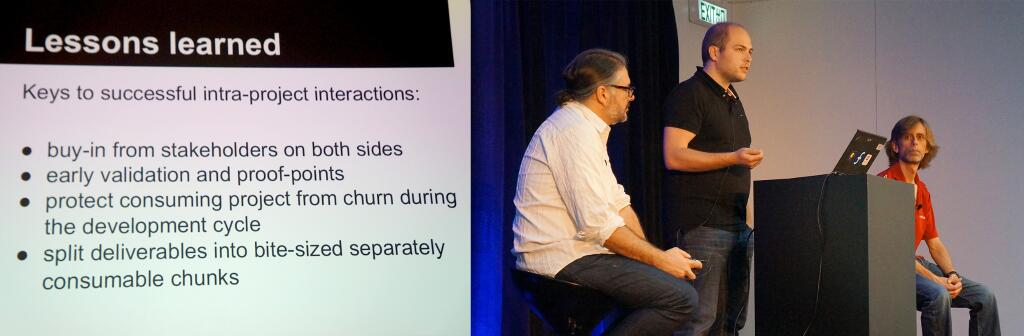 Lessons learned
Keys to successful intra-project interactions:
● buy-in from stakeholders on both sides
● early validation and proof-points
● protect consuming project from churn during
the development cycle
● split deliverables into bite-sized separately
consumable chunks
EXIT